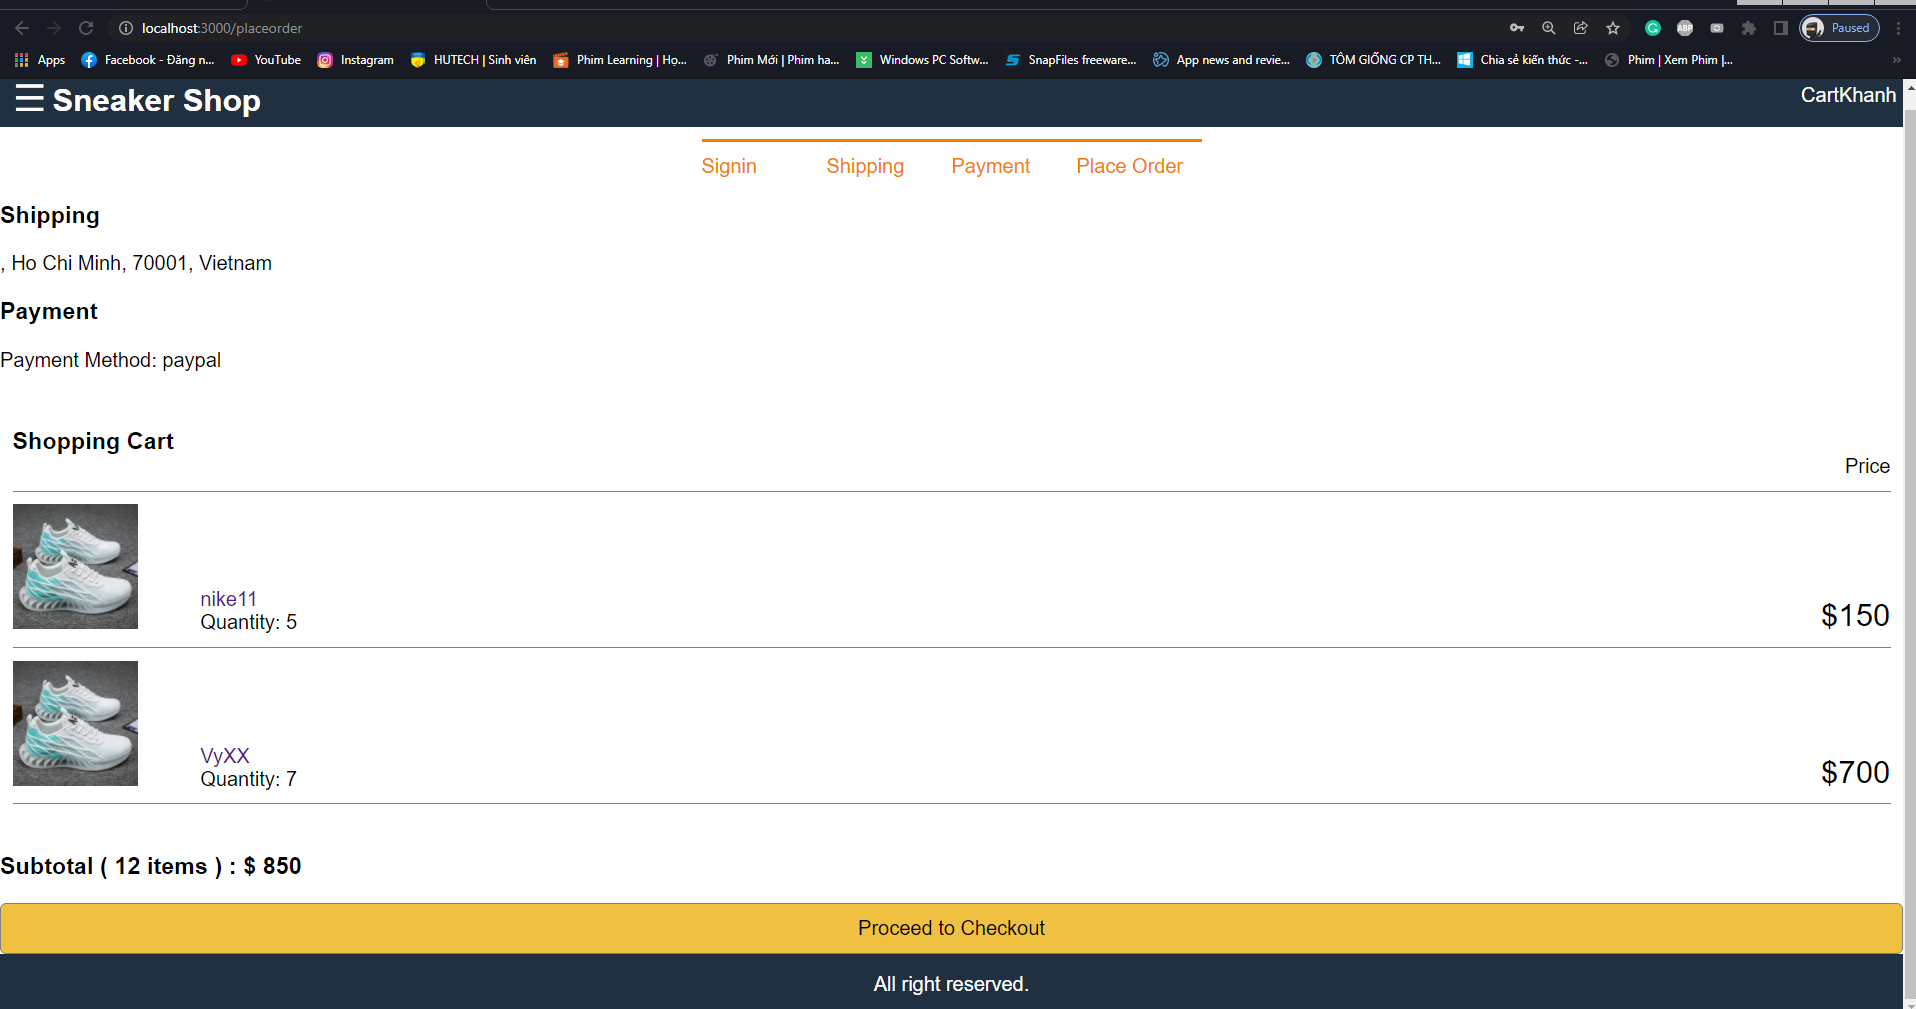 localhost:3000/placeorder
ABP
Paused
Apps
Facebook - Đăng n...
YouTube
Instagram
HUTECH | Sinh viên
Phim Learning | Họ...
Phim Mới | Phim ha...
Windows PC Softw...
SnapFiles freeware...
App news and revie...
TÔM GIỐNG CP TH...
Chia sẻ kiến thức -...
Phim | Xem Phim |...
☰ Sneaker Shop
CartKhanh
Signin
Shipping
Payment
Place Order
Shipping
, Ho Chi Minh, 70001, Vietnam
Payment
Payment Method: paypal
Shopping Cart
Price
nike11
Quantity: 5
$150
VyXX
Quantity: 7
$700
Subtotal ( 12 items ) : $ 850
Proceed to Checkout
All right reserved.